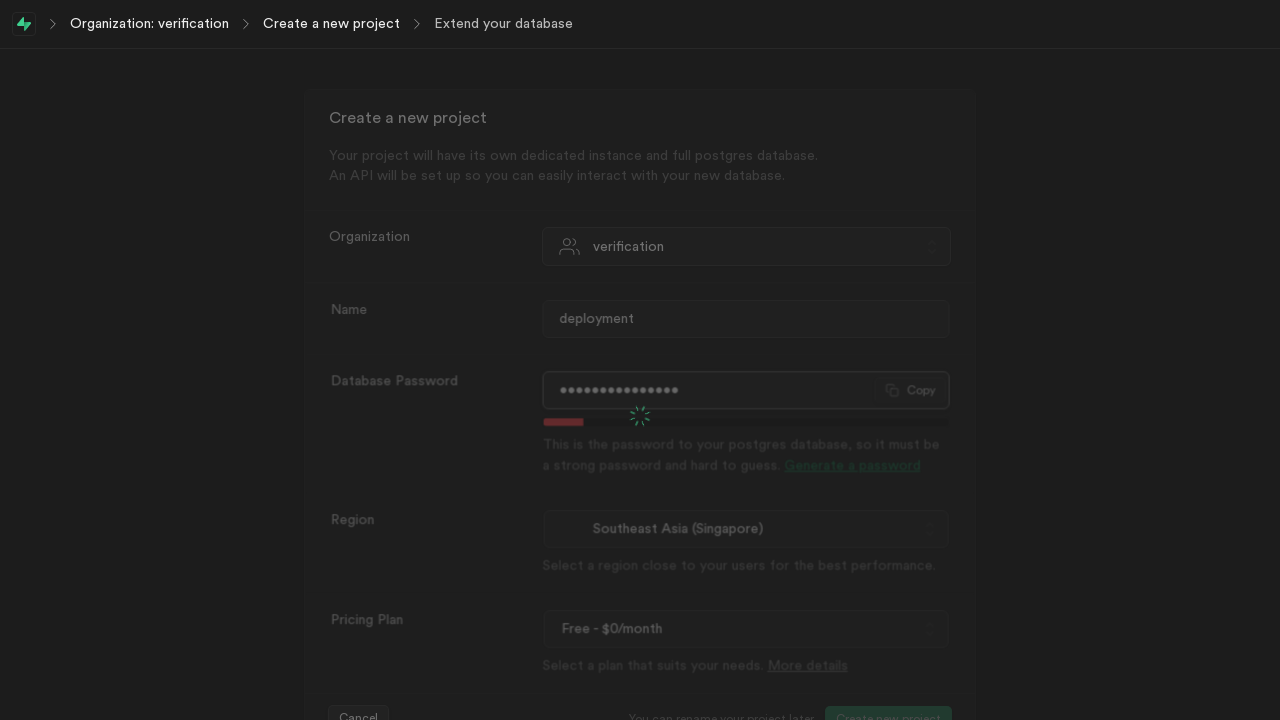 Organization: verification
Create a new project
Extend your database
Create a new project
Your project will have its own dedicated instance and full postgres database.
An API will be set up so you can easily interact with your new database.
Organization
verification
Name
deployment
Database Password
•••••••••••••••
Copy
This is the password to your postgres database, so it must be
a strong password and hard to guess. Generate a password
Region
Southeast Asia (Singapore)
Select a region close to your users for the best performance.
Pricing Plan
Free - $0/month
Select a plan that suits your needs. More details
Cancel
You can rename your project later
Create new project